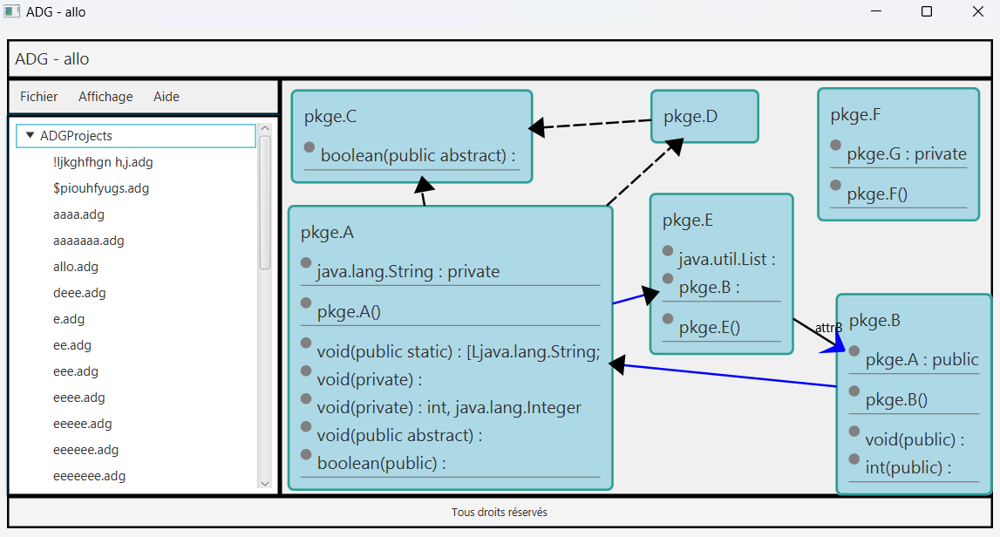 ADG - allo
ADG - allo
Fichier Affichage Aide
ADGProjects
!ljkghfhgn h,j.adg
$piouhfyugs.adg
aaaa.adg
aaaaaaa.adg
allo.adg
deee.adg
e.adg
ee.adg
eee.adg
eeee.adg
eeeee.adg
eeeeee.adg
eeeeeee.adg
pkge.C
boolean(public abstract) :
pkge.D
pkge.F
pkge.G : private
pkge.F()
pkge.A
java.lang.String : private
pkge.A()
void(public static) : [Ljava.lang.String;
void(private) :
void(private) : int, java.lang.Integer
void(public abstract) :
boolean(public) :
pkge.E
java.util.List :
pkge.B :
pkge.E()
attrB
pkge.B
pkge.A : public
pkge.B()
void(public) :
int(public) :
Tous droits réservés